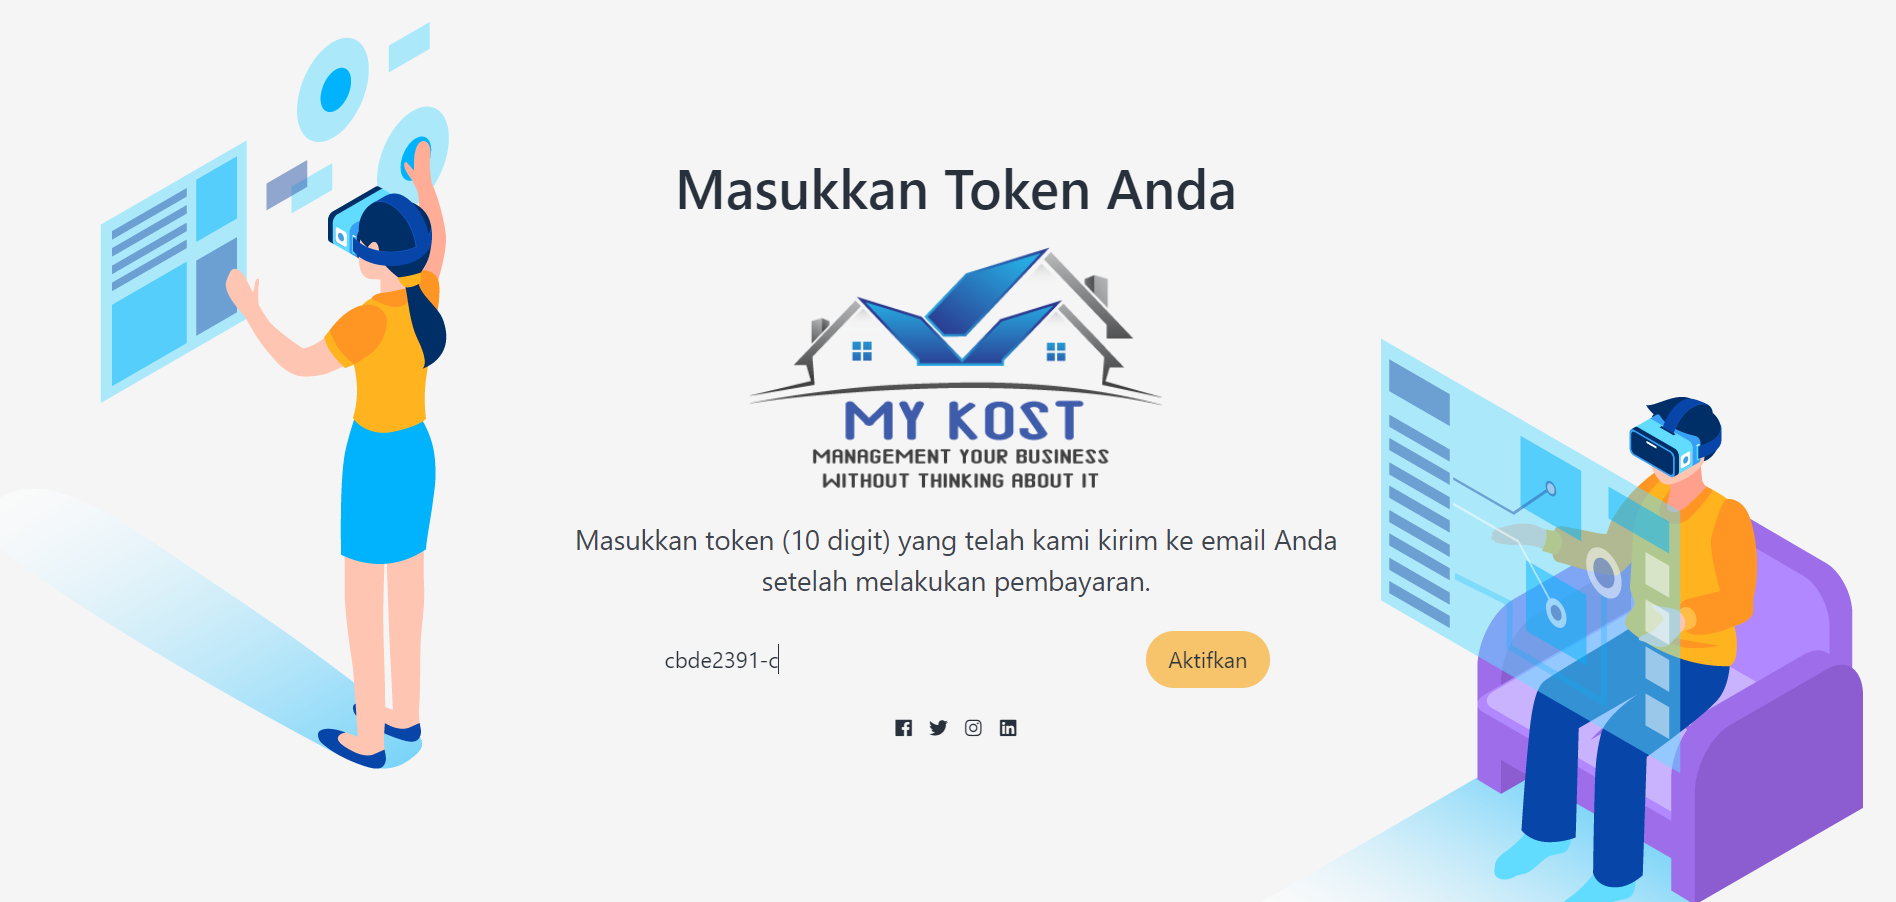 Masukkan Token Anda
MY KOST
MANAGEMENT YOUR BUSINESS
WITHOUT THINKING ABOUT IT
Masukkan token (10 digit) yang telah kami kirim ke email Anda
setelah melakukan pembayaran.
cbde2391-c
Aktifkan